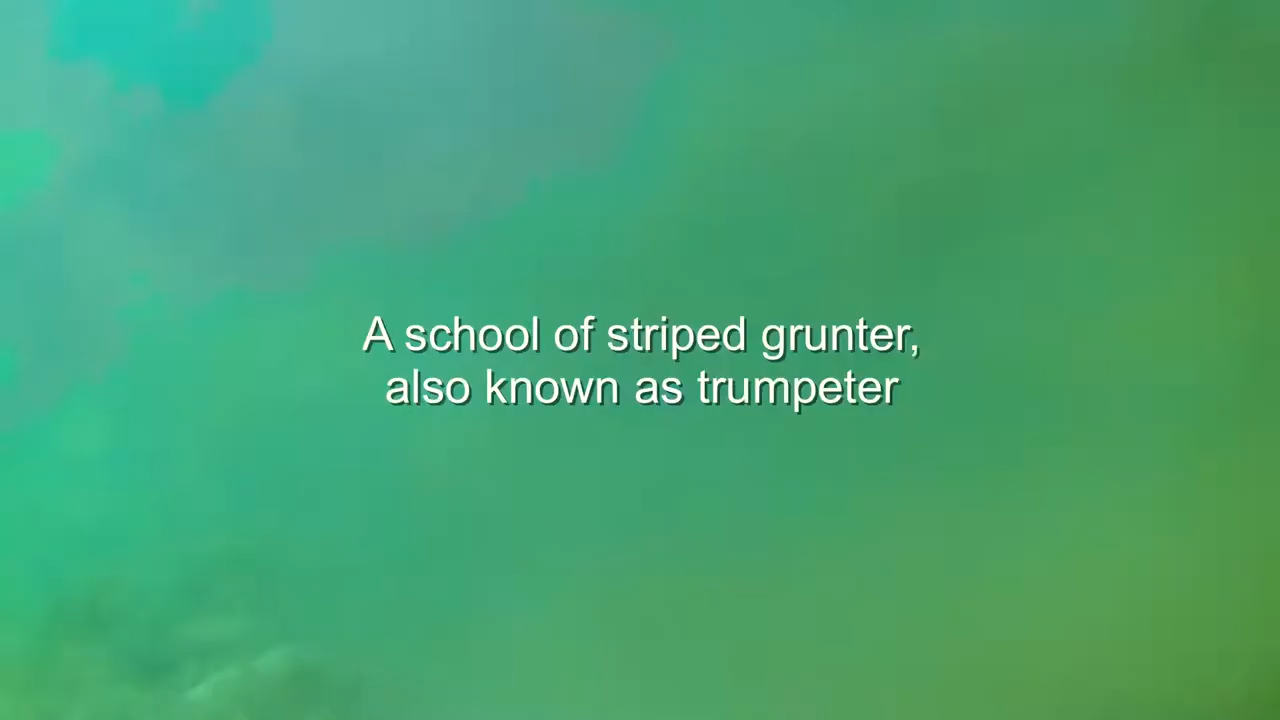 A school of striped grunter,
also known as trumpeter